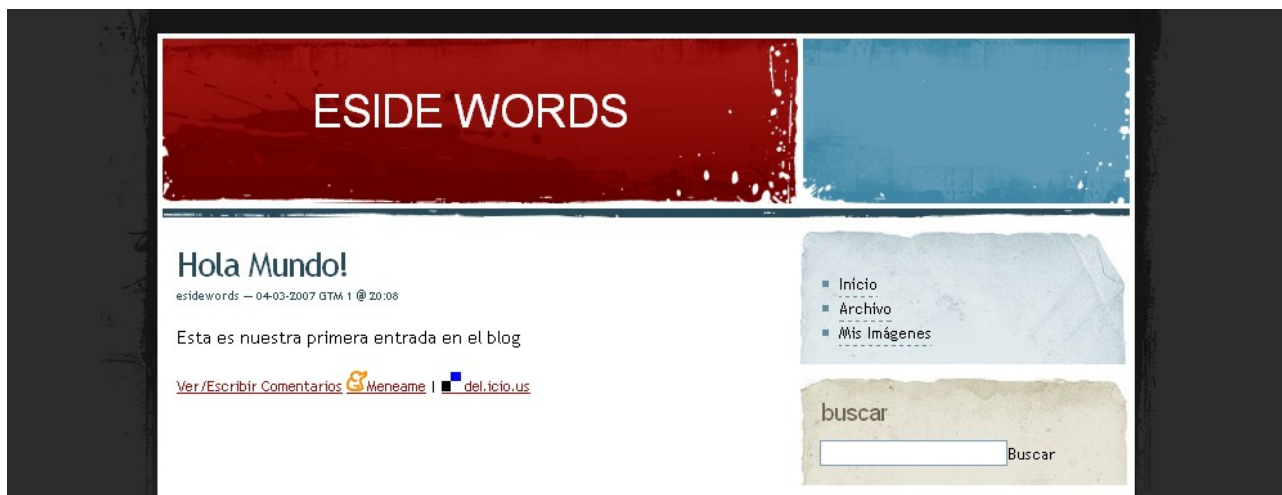 ESIDE WORDS
Hola Mundo!
esidewords — 04-03-2007 GTM 1 @ 20:08
Esta es nuestra primera entrada en el blog
Ver/Escribir Comentarios Meneame | del.icio.us
Inicio
Archivo
Mis Imágenes
buscar
Buscar